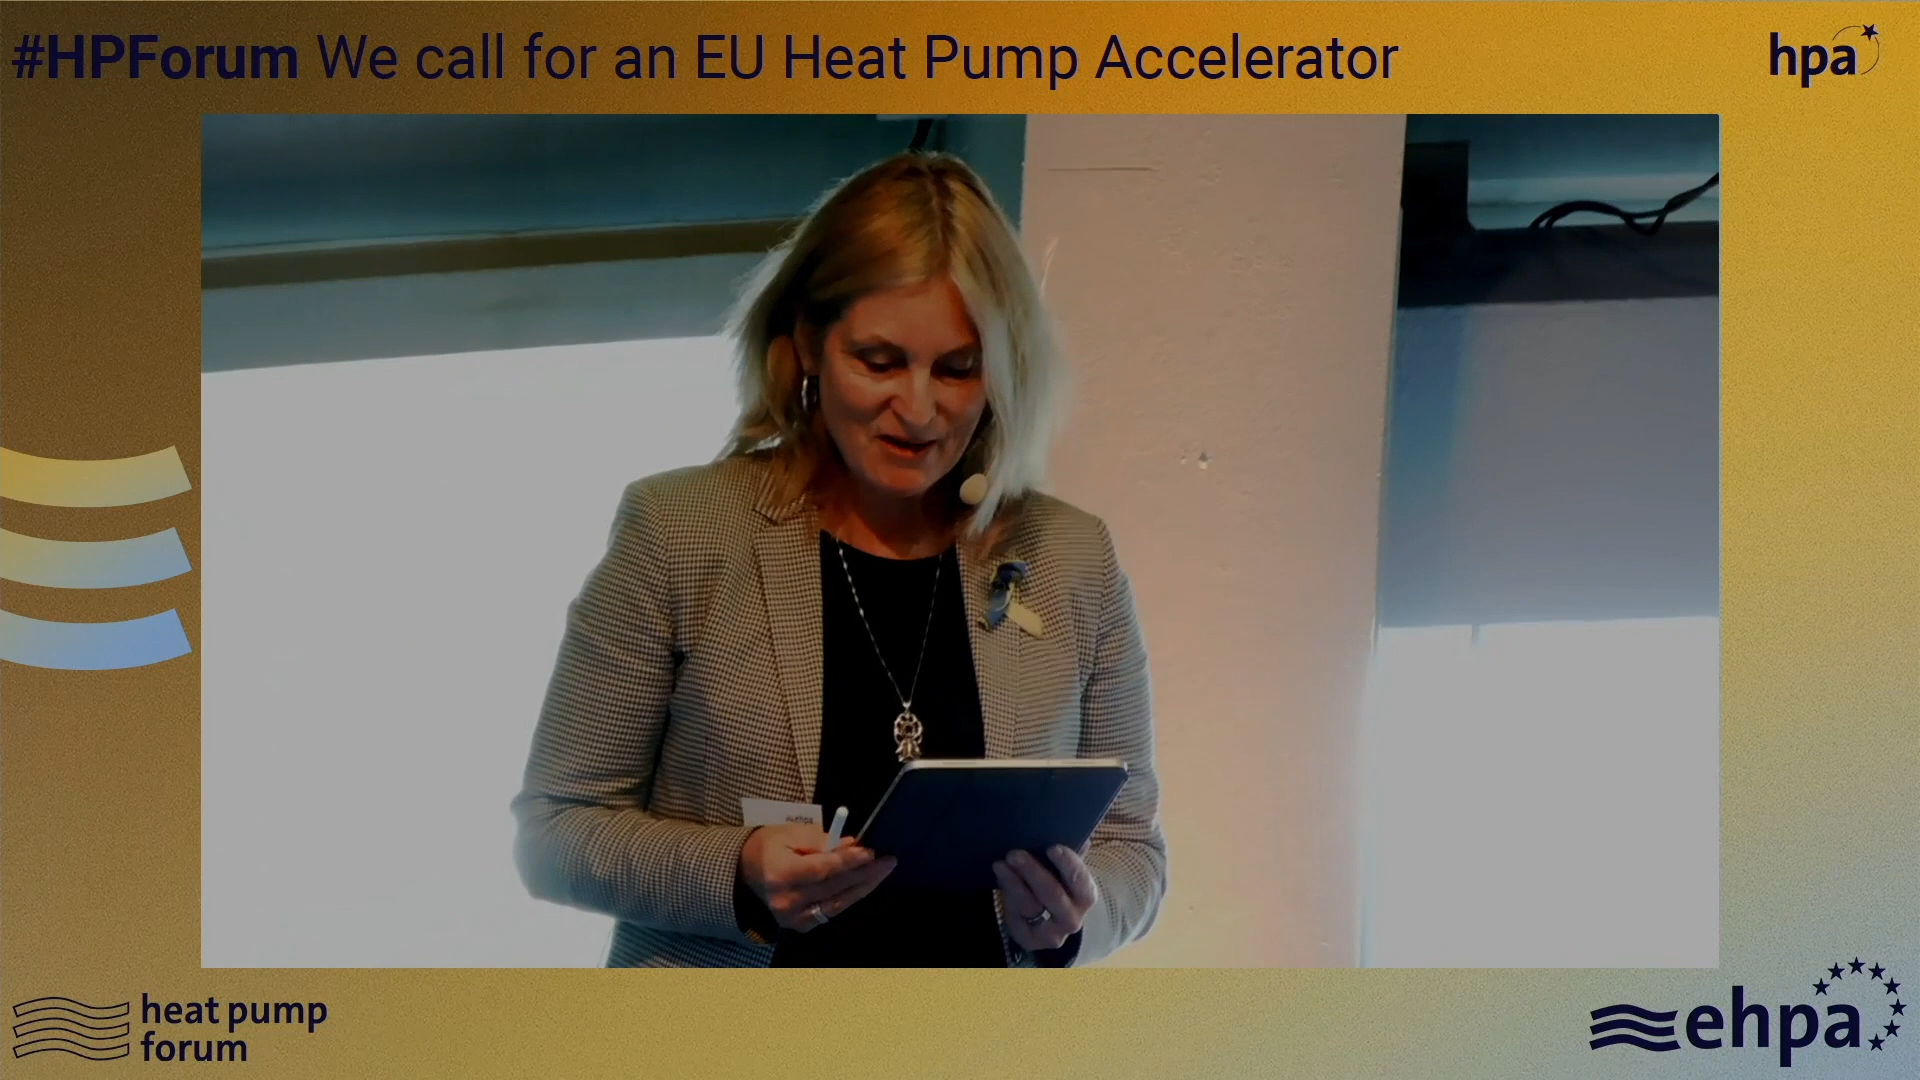 #HPForum We call for an EU Heat Pump Accelerator
hpa
heat pump
forum
ehpa